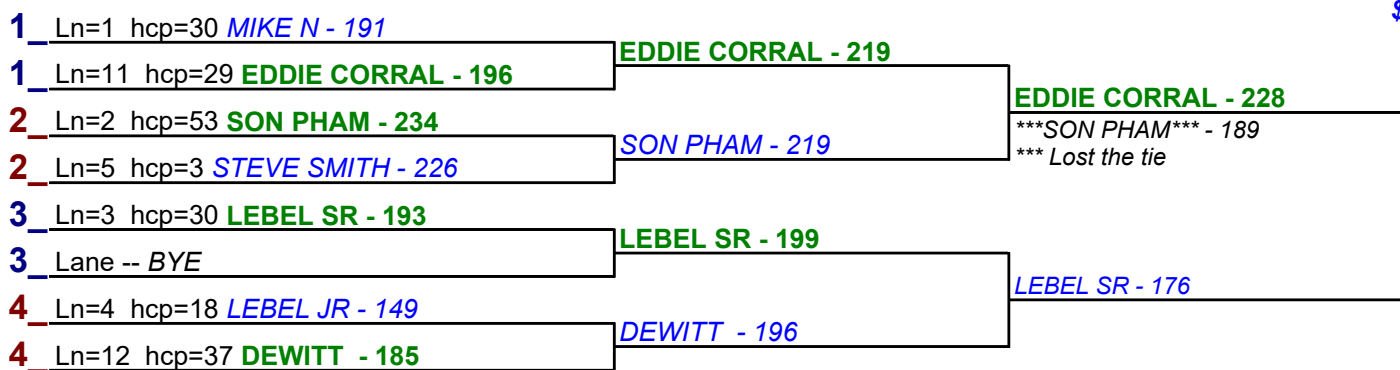 1_ Ln=1 hcp=30 MIKE N - 191
1_ Ln=11 hcp=29 EDDIE CORRAL - 196
2_ Ln=2 hcp=53 SON PHAM - 234
2_ Ln=5 hcp=3 STEVE SMITH - 226
3_ Ln=3 hcp=30 LEBEL SR - 193
3_ Lane -- BYE
4_ Ln=4 hcp=18 LEBEL JR - 149
4_ Ln=12 hcp=37 DEWITT - 185
EDDIE CORRAL - 219
SON PHAM - 219
LEBEL SR - 199
DEWITT - 196
EDDIE CORRAL - 228
***SON PHAM*** - 189
*** Lost the tie
LEBEL SR - 176